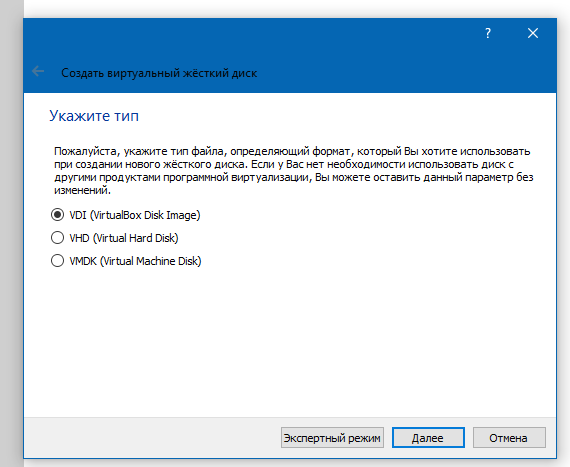 ?
Создать виртуальный жёсткий диск
Укажите тип
Пожалуйста, укажите тип файла, определяющий формат, который Вы хотите использовать
при создании нового жёсткого диска. Если у Вас нет необходимости использовать диск с
другими продуктами программной виртуализации, Вы можете оставить данный параметр без
изменений.
VDI (VirtualBox Disk Image)
VHD (Virtual Hard Disk)
VMDK (Virtual Machine Disk)
Экспертный режим Далее Отмена